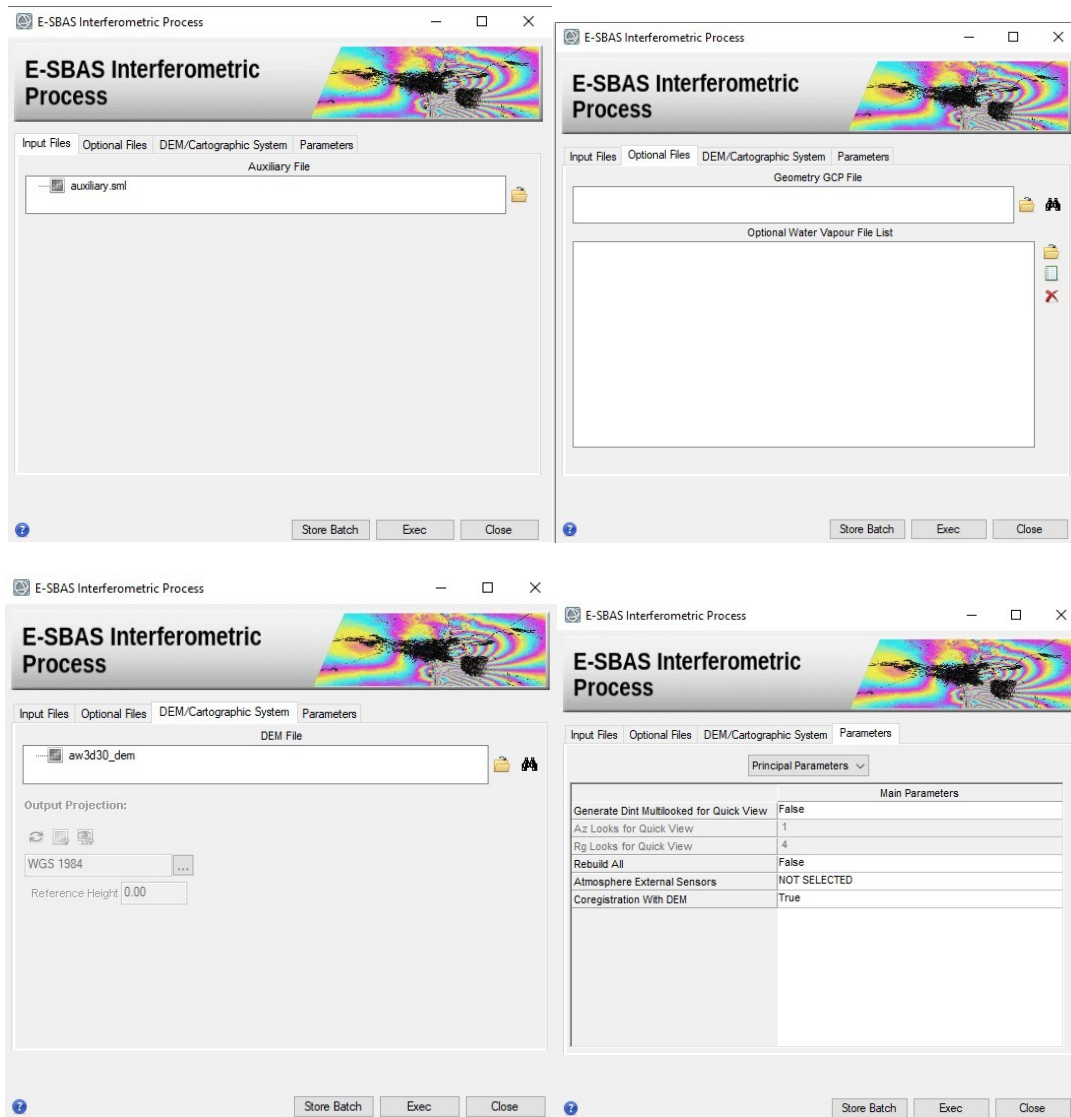 E-SBAS Interferometric Process
E-SBAS Interferometric
Process
Input Files Optional Files DEM/Cartographic System Parameters
Auxiliary File
auxiliary.sml
Store Batch Exec Close
E-SBAS Interferometric Process
E-SBAS Interferometric
Process
Input Files Optional Files DEM/Cartographic System Parameters
Geometry GCP File
Optional Water Vapour File List
Store Batch Exec Close
E-SBAS Interferometric Process
E-SBAS Interferometric
Process
Input Files Optional Files DEM/Cartographic System Parameters
DEM File
aw3d30_dem
Output Projection:
WGS 1984 ...
Reference Height 0.00
Store Batch Exec Close
E-SBAS Interferometric Process
E-SBAS Interferometric
Process
Input Files Optional Files DEM/Cartographic System Parameters
Principal Parameters
Main Parameters
Generate Dint Multilooked for Quick View False
Az Looks for Quick View 1
Rg Looks for Quick View 4
Rebuild All False
Atmosphere External Sensors NOT SELECTED
Coregistration With DEM True
Store Batch Exec Close